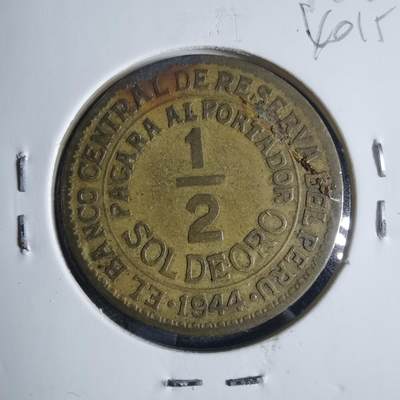 EL BANCO CENTRAL DE RESERVA DEL PERU
PAGARA AL PORTADOR
1
2
SOL DE ORO
1944